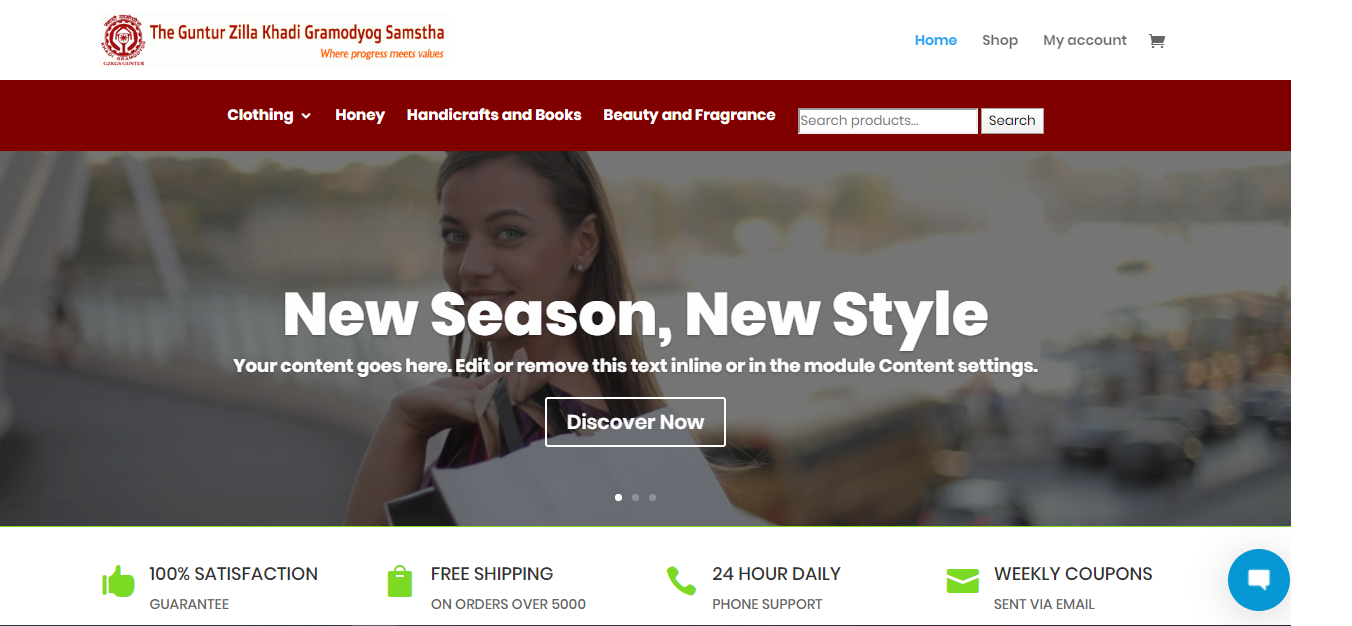 The Guntur Zilla Khadi Gramodyog Samstha
Where progress meets values
GZKGS GUNTUR
Home Shop My account
Clothing Honey Handicrafts and Books Beauty and Fragrance Search products... Search
New Season, New Style
Your content goes here. Edit or remove this text inline or in the module Content settings.
Discover Now
100% SATISFACTION
GUARANTEE
FREE SHIPPING
ON ORDERS OVER 5000
24 HOUR DAILY
PHONE SUPPORT
WEEKLY COUPONS
SENT VIA EMAIL